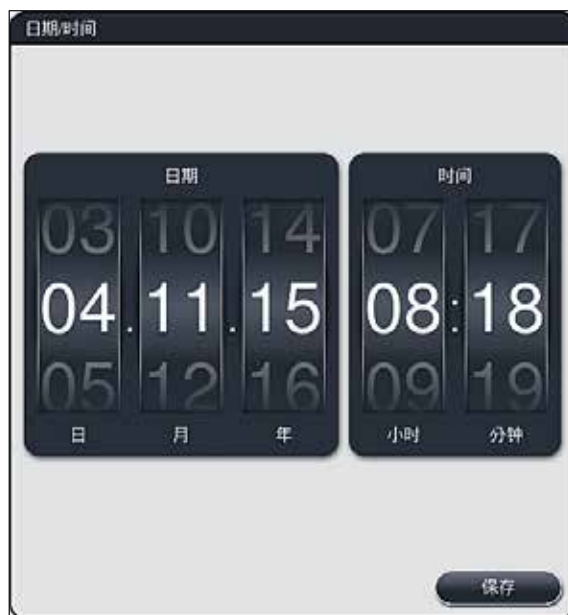 日期/时间
日期 时间
03 10 14 07 17
04.11.15 08:18
05 12 16 09 19
日 月 年 小时 分钟
保存